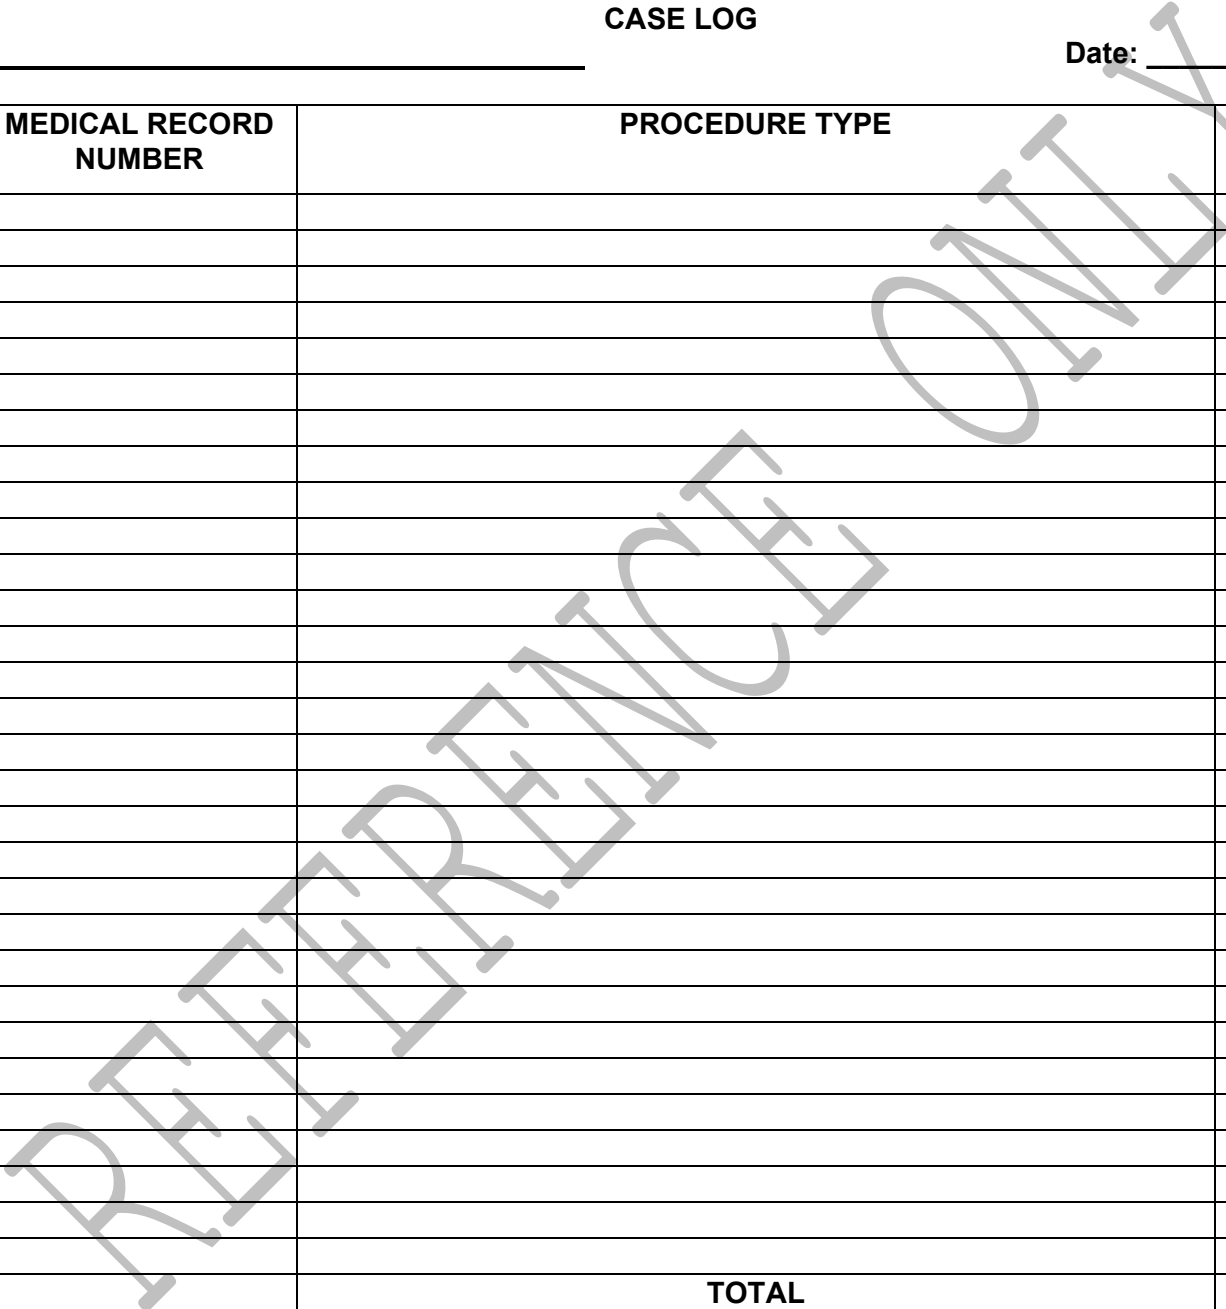 CASE LOG
Date:
MEDICAL RECORD NUMBER
PROCEDURE TYPE
TOTAL
REFERENCE ONLY